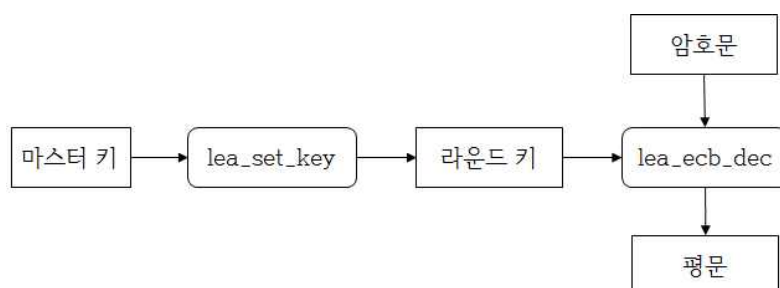 암호문
마스터 키
lea_set_key
라운드 키
lea_ecb_dec
평문